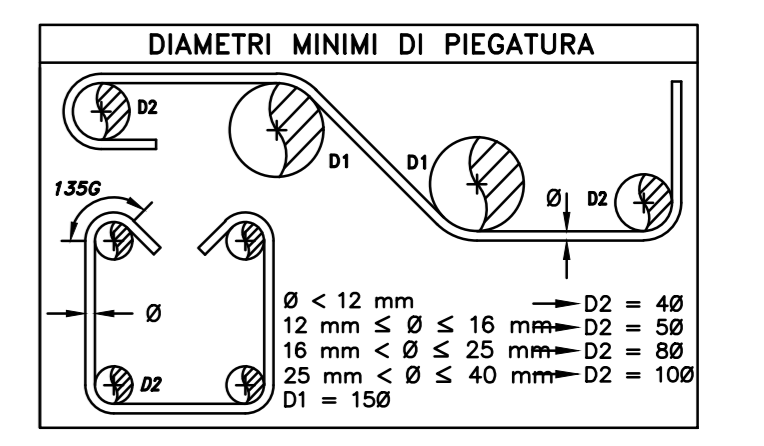 DIAMETRI MINIMI DI PIEGATURA
D2
D1
D1
135G
Ø
D2
Ø
D2
Ø < 12 mm → D2 = 4Ø
12 mm ≤ Ø ≤ 16 mm → D2 = 5Ø
16 mm < Ø ≤ 25 mm → D2 = 8Ø
25 mm < Ø ≤ 40 mm → D2 = 10Ø
D1 = 15Ø